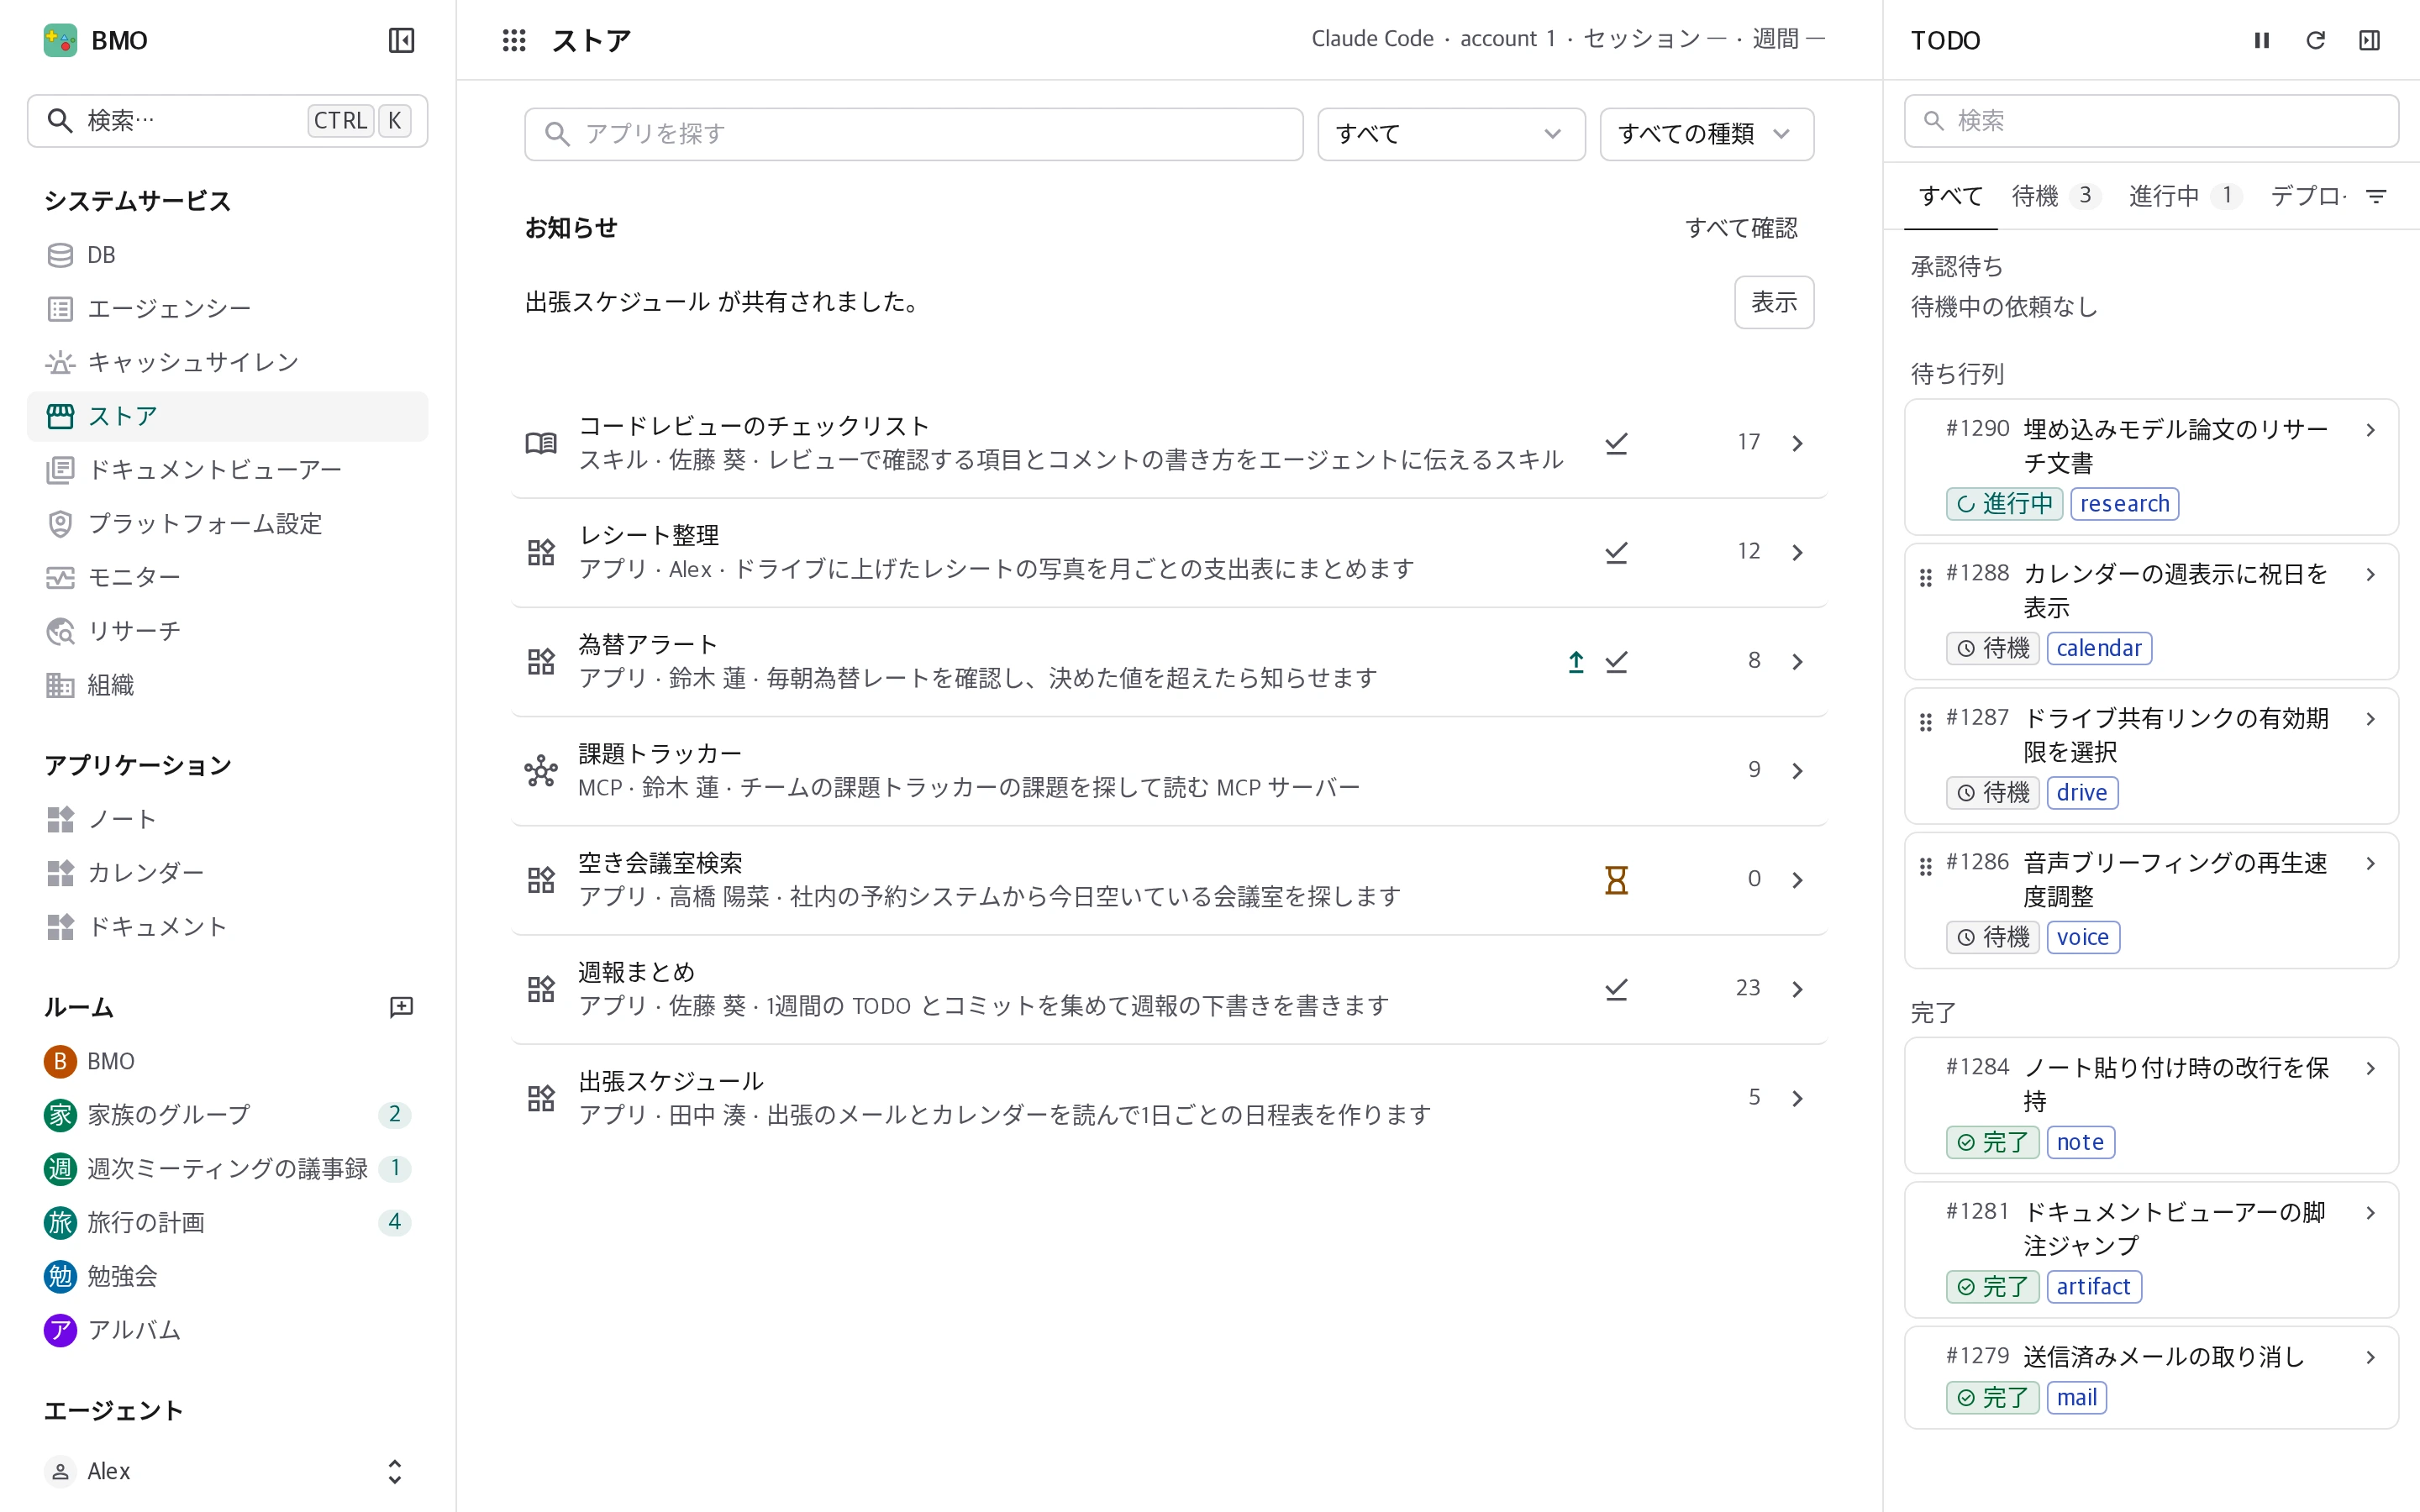 BMO
検索…
CTRL K
システムサービス
DB
エージェンシー
キャッシュサイレン
ストア
ドキュメントビューアー
プラットフォーム設定
モニター
リサーチ
組織
アプリケーション
ノート
カレンダー
ドキュメント
ルーム
B BMO
家 家族のグループ 2
週 週次ミーティングの議事録 1
旅 旅行の計画 4
勉 勉強会
ア アルバム
エージェント
Alex
ストア
Claude Code · account 1 · セッション — · 週間 —
アプリを探す
すべて
すべての種類
お知らせ
すべて確認
出張スケジュール が共有されました。
表示
コードレビューのチェックリスト
スキル · 佐藤 葵 · レビューで確認する項目とコメントの書き方をエージェントに伝えるスキル
17
レシート整理
アプリ · Alex · ドライブに上げたレシートの写真を月ごとの支出表にまとめます
12
為替アラート
アプリ · 鈴木 蓮 · 毎朝為替レートを確認し、決めた値を超えたら知らせます
8
課題トラッカー
MCP · 鈴木 蓮 · チームの課題トラッカーの課題を探して読む MCP サーバー
9
空き会議室検索
アプリ · 高橋 陽菜 · 社内の予約システムから今日空いている会議室を探します
0
週報まとめ
アプリ · 佐藤 葵 · 1週間の TODO とコミットを集めて週報の下書きを書きます
23
出張スケジュール
アプリ · 田中 湊 · 出張のメールとカレンダーを読んで1日ごとの日程表を作ります
5
TODO
検索
すべて 待機 3 進行中 1 デプロ
承認待ち
待機中の依頼なし
待ち行列
#1290 埋め込みモデル論文のリサー
チ文書
進行中 research
#1288 カレンダーの週表示に祝日を
表示
待機 calendar
#1287 ドライブ共有リンクの有効期
限を選択
待機 drive
#1286 音声ブリーフィングの再生速
度調整
待機 voice
完了
#1284 ノート貼り付け時の改行を保
持
完了 note
#1281 ドキュメントビューアーの脚
注ジャンプ
完了 artifact
#1279 送信済みメールの取り消し
完了 mail